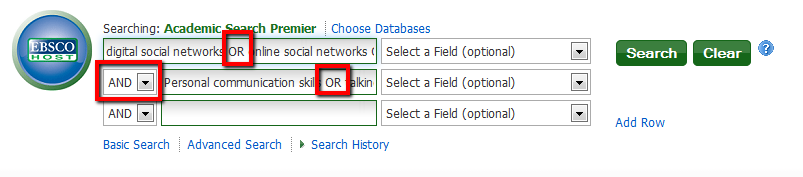 Searching: Academic Search Premier Choose Databases
digital social networks OR online social networks Select a Field (optional) Search Clear ?
EBSCO
HOST
AND Personal communication skills OR Select a Field (optional)
AND Select a Field (optional)
Add Row
Basic Search Advanced Search Search History